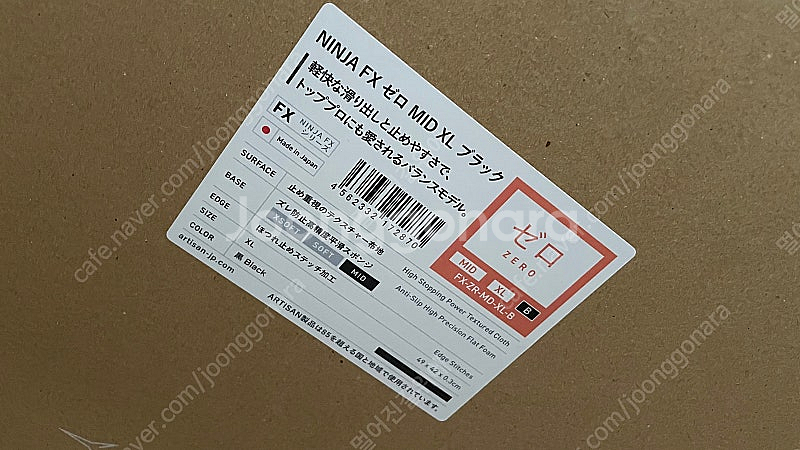 NINJA FX ゼロ MID XL ブラック
軽快な滑り出しと止めやすさで、
トッププロにも愛されるバランスモデル。
FX NINJA FX シリーズ
Made in Japan
4 562332 172870
ゼロ
ZERO
MID XL B
FX-ZR-MD-XL-B
SURFACE 止め重視のテクスチャー布地 High Stopping Power Textured Cloth
BASE ズレ防止高精度平滑スポンジ Anti-Slip High Precision Flat Foam
XSOFT SOFT MID
EDGE ほつれ止めステッチ加工 Edge Stitches
SIZE XL 49 x 42 x 0.3cm
COLOR 黒 Black
artisan-jp.com
ARTISAN製品は85を超える国と地域で使用されています。
Joonggonara
cafe.naver.com/joonggonara